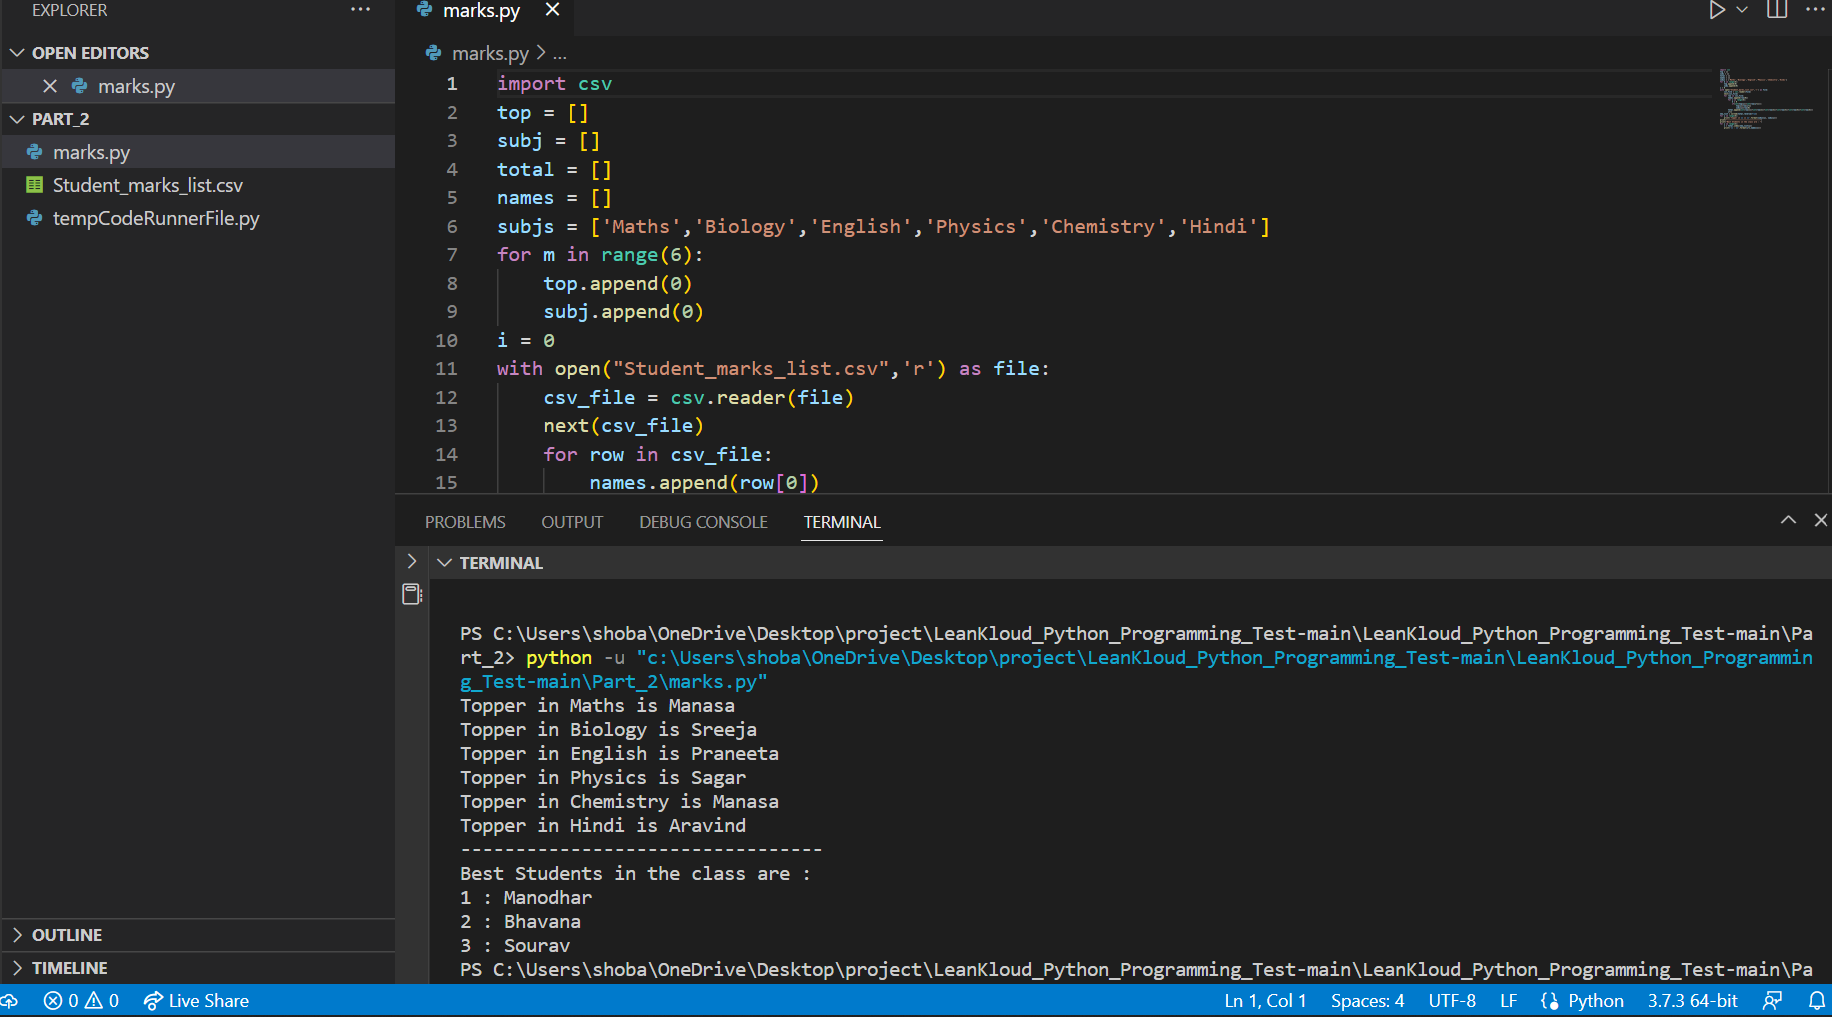 EXPLORER
OPEN EDITORS
marks.py
PART_2
marks.py
Student_marks_list.csv
tempCodeRunnerFile.py
OUTLINE
TIMELINE
marks.py
marks.py > ...
1 import csv
2 top = []
3 subj = []
4 total = []
5 names = []
6 subjs = ['Maths','Biology','English','Physics','Chemistry','Hindi']
7 for m in range(6):
8     top.append(0)
9     subj.append(0)
10 i = 0
11 with open("Student_marks_list.csv",'r') as file:
12     csv_file = csv.reader(file)
13     next(csv_file)
14     for row in csv_file:
15         names.append(row[0])
PROBLEMS OUTPUT DEBUG CONSOLE TERMINAL
TERMINAL
PS C:\Users\shoba\OneDrive\Desktop\project\LeanKloud_Python_Programming_Test-main\LeanKloud_Python_Programming_Test-main\Pa
rt_2> python -u "c:\Users\shoba\OneDrive\Desktop\project\LeanKloud_Python_Programming_Test-main\LeanKloud_Python_Programmin
g_Test-main\Part_2\marks.py"
Topper in Maths is Manasa
Topper in Biology is Sreeja
Topper in English is Praneeta
Topper in Physics is Sagar
Topper in Chemistry is Manasa
Topper in Hindi is Aravind
---------------------------------
Best Students in the class are :
1 : Manodhar
2 : Bhavana
3 : Sourav
PS C:\Users\shoba\OneDrive\Desktop\project\LeanKloud_Python_Programming_Test-main\LeanKloud_Python_Programming_Test-main\Pa
0 0 Live Share Ln 1, Col 1 Spaces: 4 UTF-8 LF Python 3.7.3 64-bit